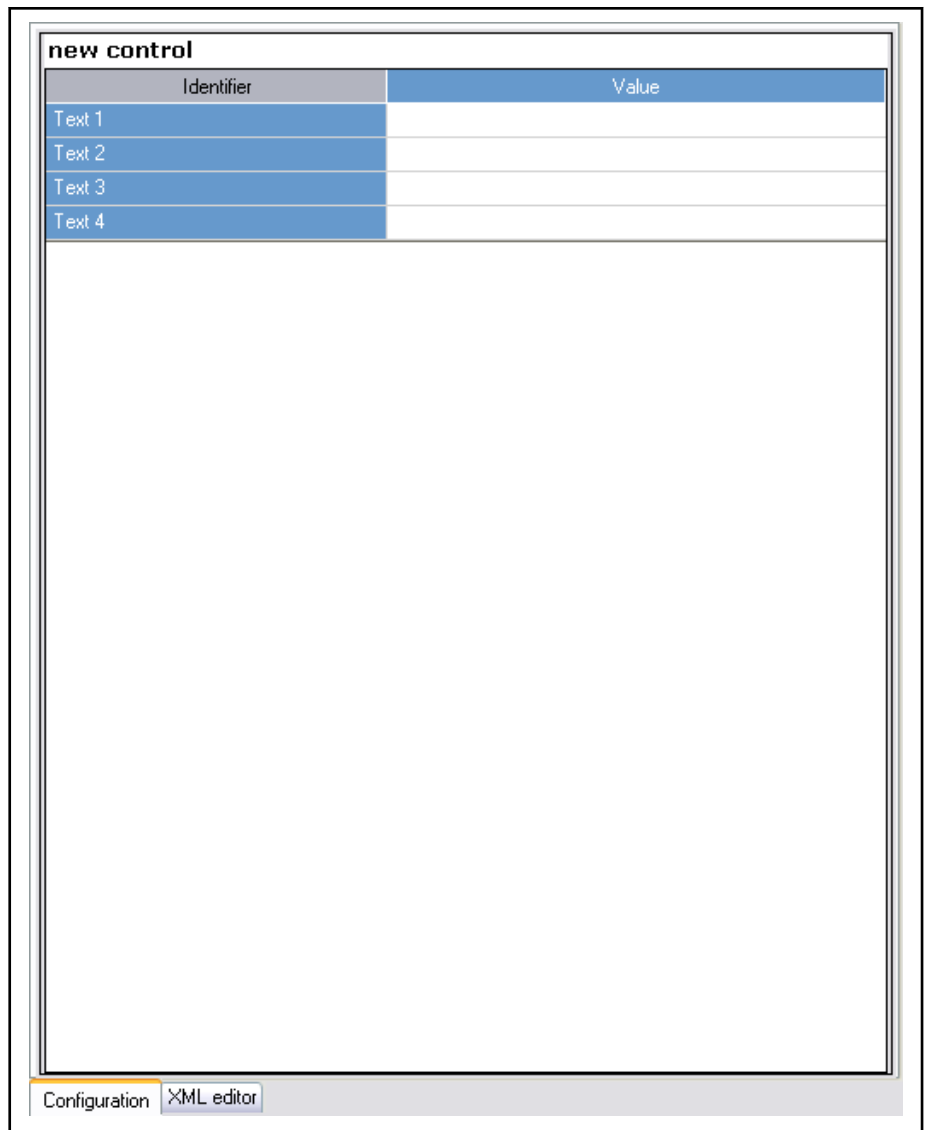 new control
Identifier Value
Text 1
Text 2
Text 3
Text 4
Configuration XML editor